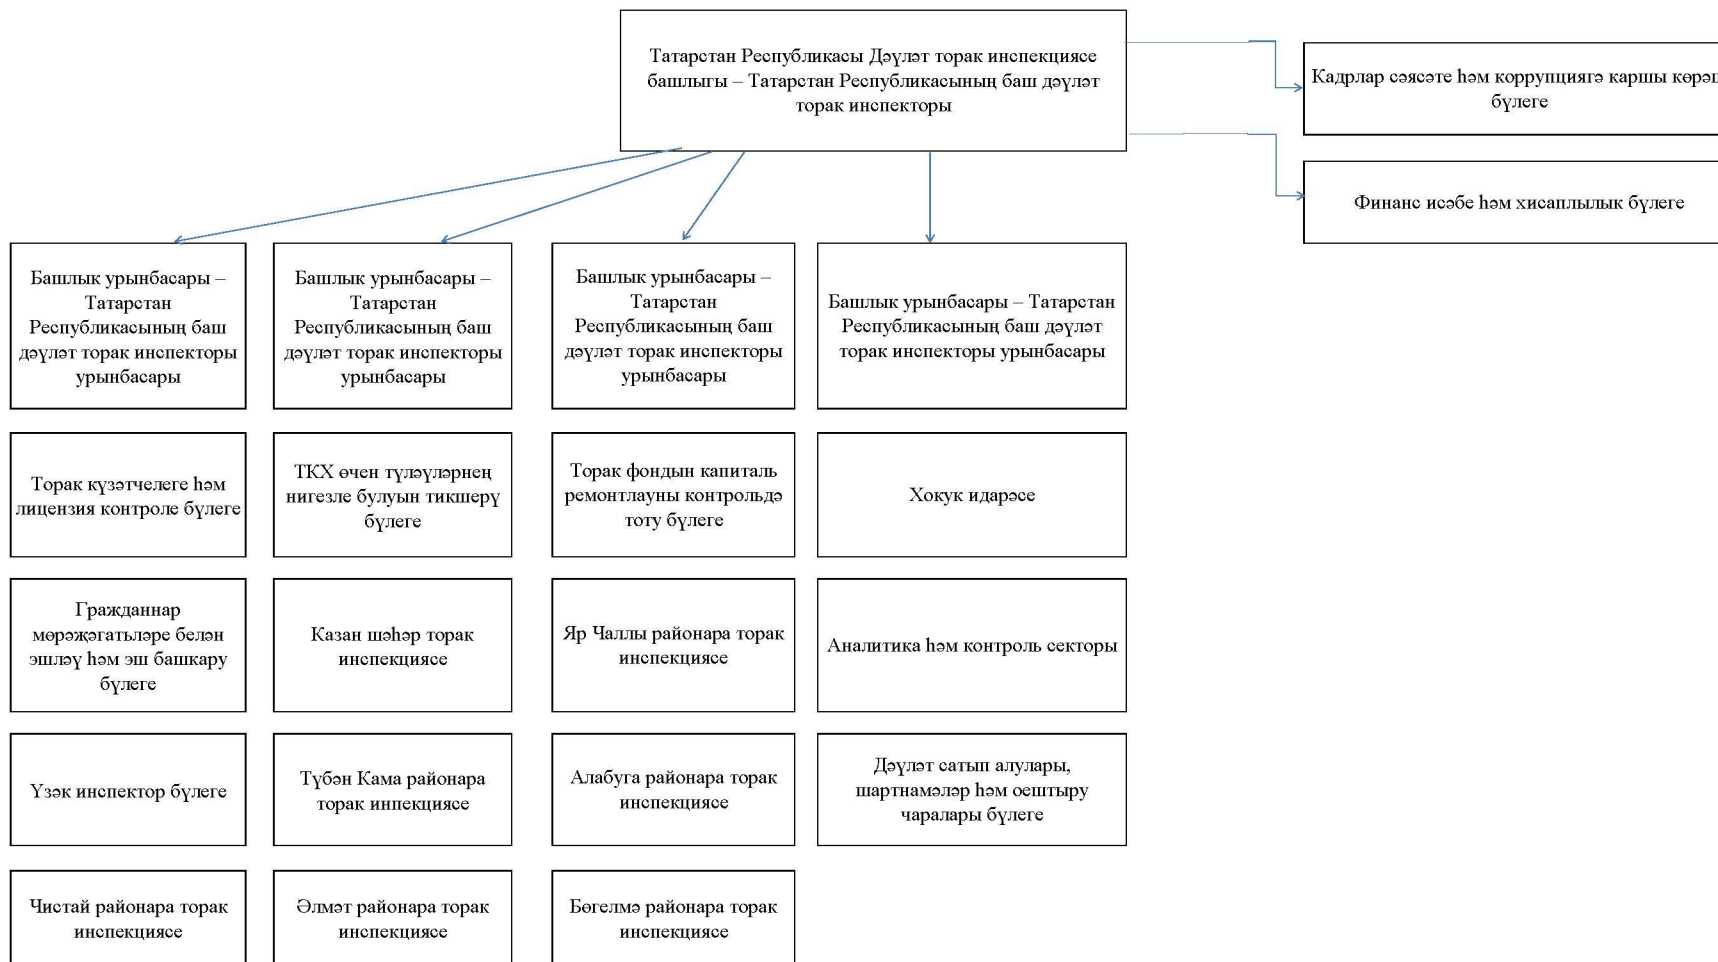 Татарстан Республикасы Дәүләт торак инспекциясе
башлыгы – Татарстан Республикасының баш дәүләт
торак инспекторы
Кадрлар сәясәте һәм коррупциягә каршы көрәш
бүлеге
Финанс исәбе һәм хисаплылык бүлеге
Башлык урынбасары –
Татарстан
Республикасының баш
дәүләт торак инспекторы
урынбасары
Башлык урынбасары –
Татарстан
Республикасының баш
дәүләт торак инспекторы
урынбасары
Башлык урынбасары –
Татарстан
Республикасының баш
дәүләт торак инспекторы
урынбасары
Башлык урынбасары – Татарстан
Республикасының баш дәүләт
торак инспекторы урынбасары
Торак күзәтчелеге һәм
лицензия контроле бүлеге
ТКХ өчен түләүләрнең
нигезле булуын тикшерү
бүлеге
Торак фондын капиталь
ремонтлауны контрольдә
тоту бүлеге
Хокук идарәсе
Гражданнар
мөрәҗәгатьләре белән
эшләү һәм эш башкару
бүлеге
Казан шәһәр торак
инспекциясе
Яр Чаллы районара торак
инспекциясе
Аналитика һәм контроль секторы
Үзәк инспектор бүлеге
Түбән Кама районара
торак инпекциясе
Алабуга районара торак
инспекциясе
Дәүләт сатып алулары,
шартнамәләр һәм оештыру
чаралары бүлеге
Чистай районара торак
инспекциясе
Әлмәт районара торак
инспекциясе
Бөгелмә районара торак
инспекциясе